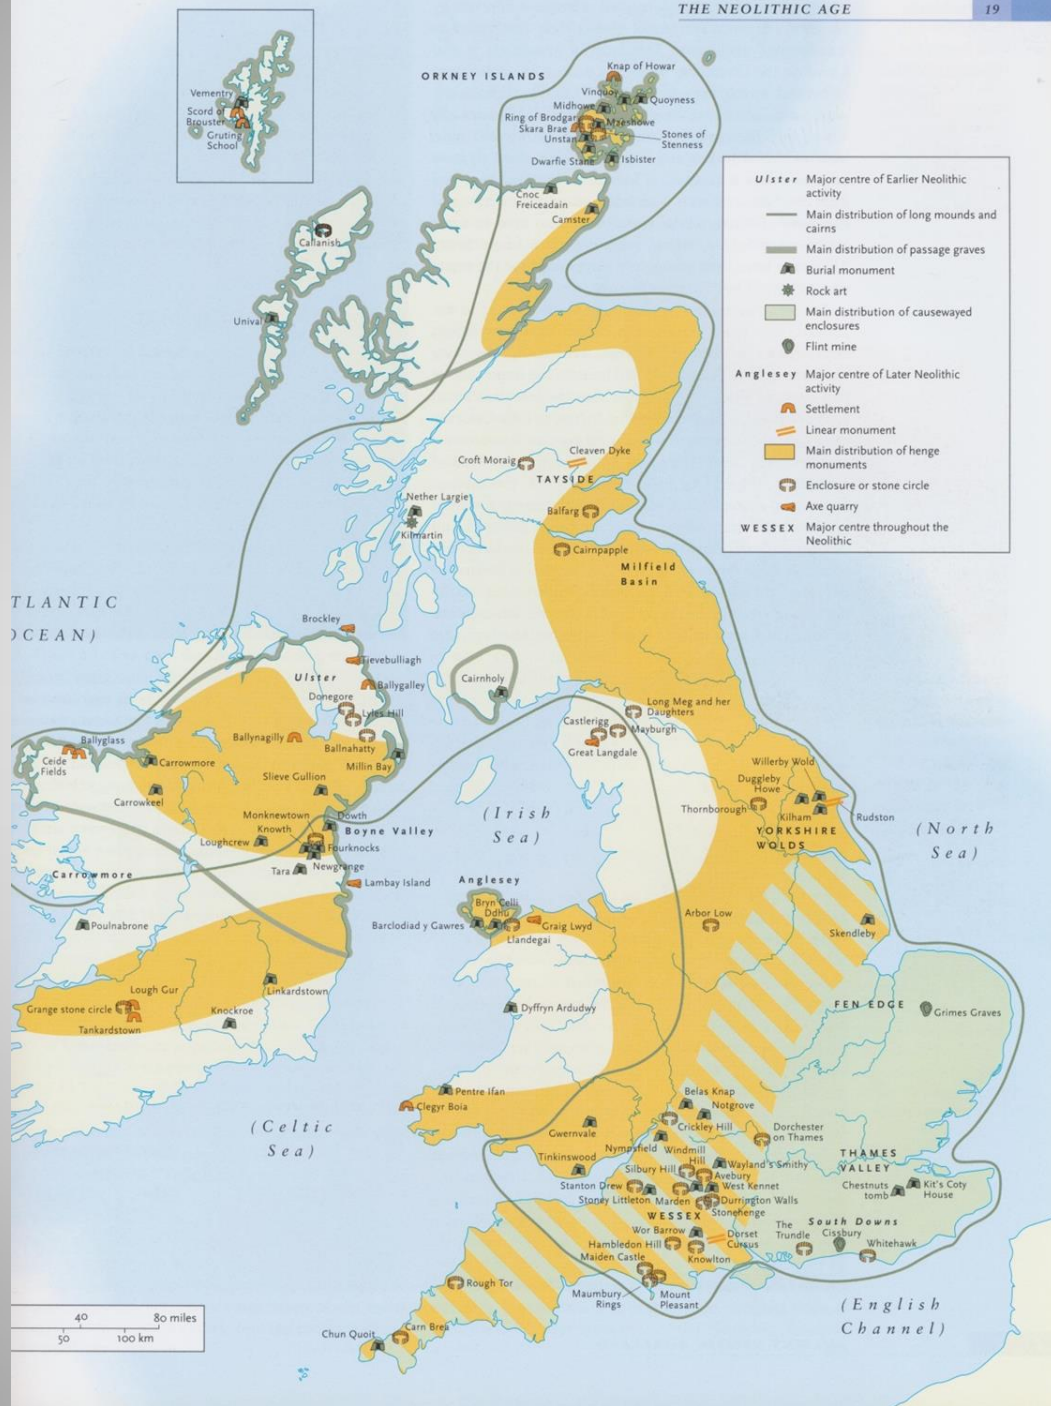 THE NEOLITHIC AGE
19
ORKNEY ISLANDS
Knap of Howar
Vinquoy
Quoyness
Midhowe
Ring of Brodgar
Maeshowe
Skara Brae
Unstan
Stones of
Stenness
Dwarfie Stane
Isbister
Vementry
Scord of
Brouster
Gruting
School
Cnoc
Freiceadain
Camster
Callanish
Unival
Ulster Major centre of Earlier Neolithic
activity
Main distribution of long mounds and
cairns
Main distribution of passage graves
Burial monument
Rock art
Main distribution of causewayed
enclosures
Flint mine
Anglesey Major centre of Later Neolithic
activity
Settlement
Linear monument
Main distribution of henge
monuments
Enclosure or stone circle
Axe quarry
WESSEX Major centre throughout the
Neolithic
Croft Moraig
Cleaven Dyke
TAYSIDE
Nether Largie
Kilmartin
Balfarg
Cairnpapple
Milfield
Basin
TLANTIC
OCEAN)
Brockley
Tievebulliagh
Ulster
Ballygalley
Donegore
Lyles Hill
Ballynagilly
Ballnahatty
Millin Bay
Cairnholy
Ballyglass
Ceide
Fields
Carrowmore
Carrowkeel
Slieve Gullion
Monknewtown
Dowth
Knowth
Boyne Valley
Loughcrew
Fourknocks
Newgrange
Tara
Carrowmore
Lambay Island
Poulnabrone
Long Meg and her
Daughters
Castlerigg
Mayburgh
Great Langdale
Willerby Wold
Duggleby
Howe
Thornborough
Kilham
Rudston
YORKSHIRE
WOLDS
(Irish
Sea)
(North
Sea)
Anglesey
Bryn Celli
Ddhu
Barclodiad y Gawres
Graig Lwyd
Llandegai
Arbor Low
Skendleby
Lough Gur
Linkardstown
Grange stone circle
Tankardstown
Knockroe
Dyffryn Ardudwy
FEN EDGE
Grimes Graves
Pentre Ifan
Clegyr Boia
(Celtic
Sea)
Belas Knap
Notgrove
Crickley Hill
Gwernvale
Dorchester
on Thames
Nympsfield
Windmill
Hill
Tinkinswood
Silbury Hill
Wayland's Smithy
Avebury
THAMES
VALLEY
Stanton Drew
West Kennet
Stoney Littleton
Marden
Durrington Walls
Stonehenge
Chestnuts
tomb
Kit's Coty
House
WESSEX
Wor Barrow
The
Trundle
South Downs
Cissbury
Hambledon Hill
Dorset
Cursus
Whitehawk
Maiden Castle
Knowlton
Rough Tor
Maumbury
Rings
Mount
Pleasant
(English
Channel)
40 80 miles
50 100 km
Chun Quoit
Carn Brea